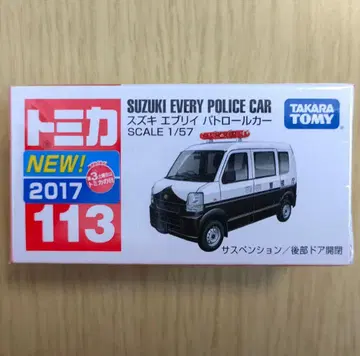 トミカ
NEW!
2017
113
SUZUKI EVERY POLICE CAR
スズキ エブリイ パトロールカー
SCALE 1/57
TAKARA
TOMY
サスペンション／後部ドア開閉